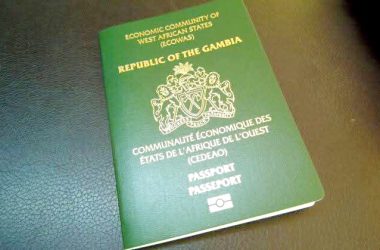 ECONOMIC COMMUNITY OF
WEST AFRICAN STATES
(ECOWAS)
REPUBLIC OF THE GAMBIA
COMMUNAUTÉ ÉCONOMIQUE DES
ÉTATS DE L'AFRIQUE DE L'OUEST
(CEDEAO)
PASSPORT
PASSEPORT